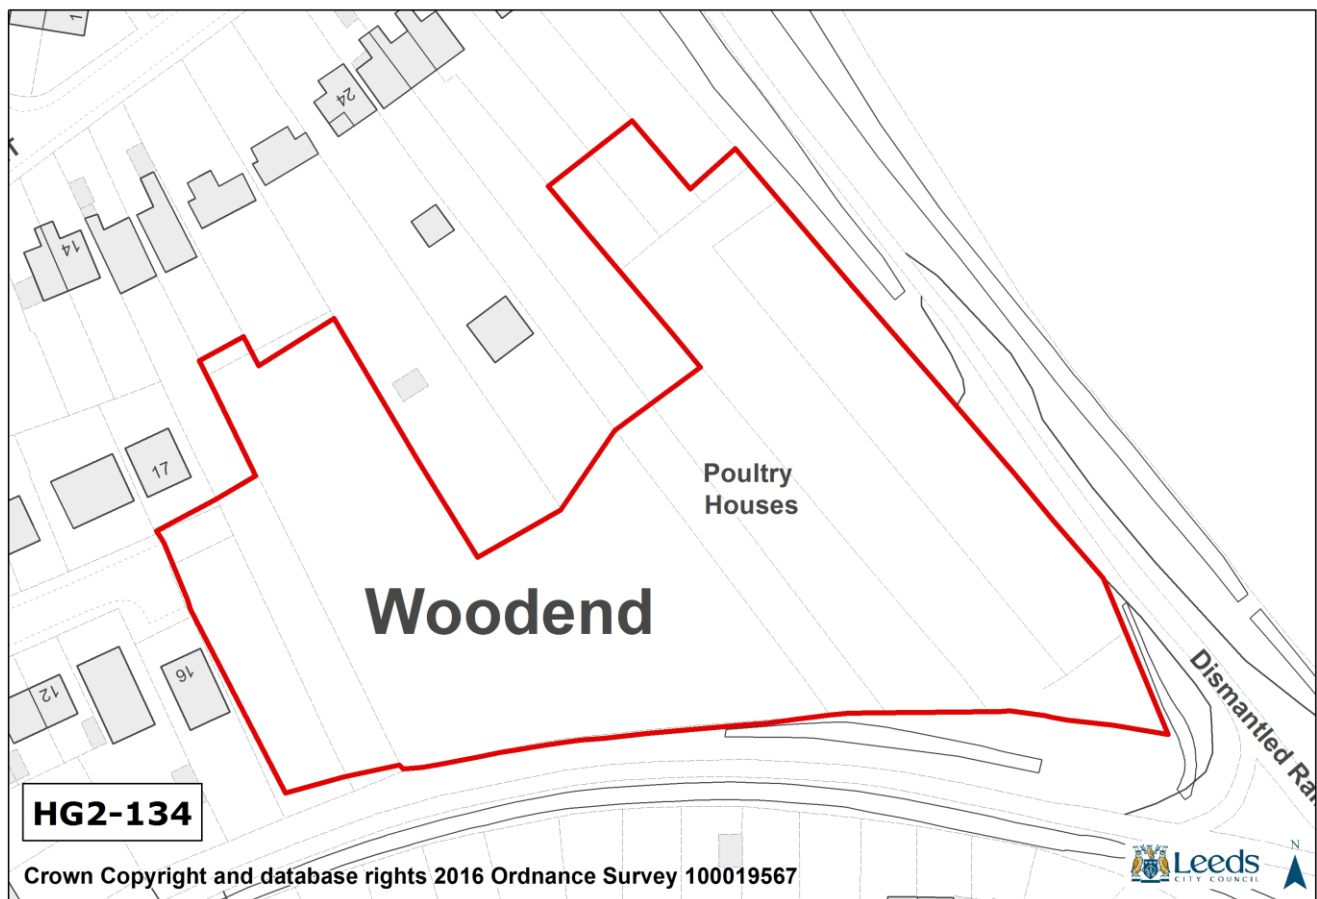 24
14
17
Poultry
Houses
Woodend
16
12
Dismantled Rai
HG2-134
Crown Copyright and database rights 2016 Ordnance Survey 100019567
Leeds
CITY COUNCIL
N